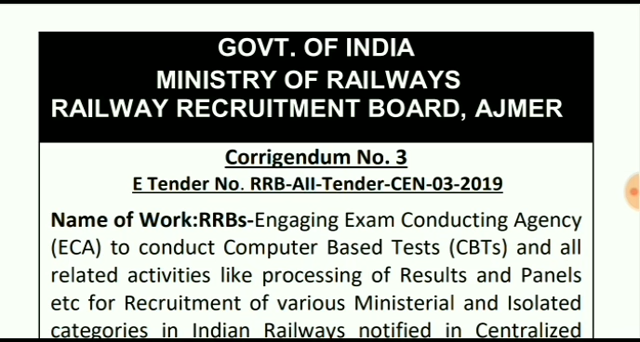 GOVT. OF INDIA
MINISTRY OF RAILWAYS
RAILWAY RECRUITMENT BOARD, AJMER
Corrigendum No. 3
E Tender No. RRB-AII-Tender-CEN-03-2019
Name of Work:RRBs-Engaging Exam Conducting Agency
(ECA) to conduct Computer Based Tests (CBTs) and all
related activities like processing of Results and Panels
etc for Recruitment of various Ministerial and Isolated
categories in Indian Railways notified in Centralized